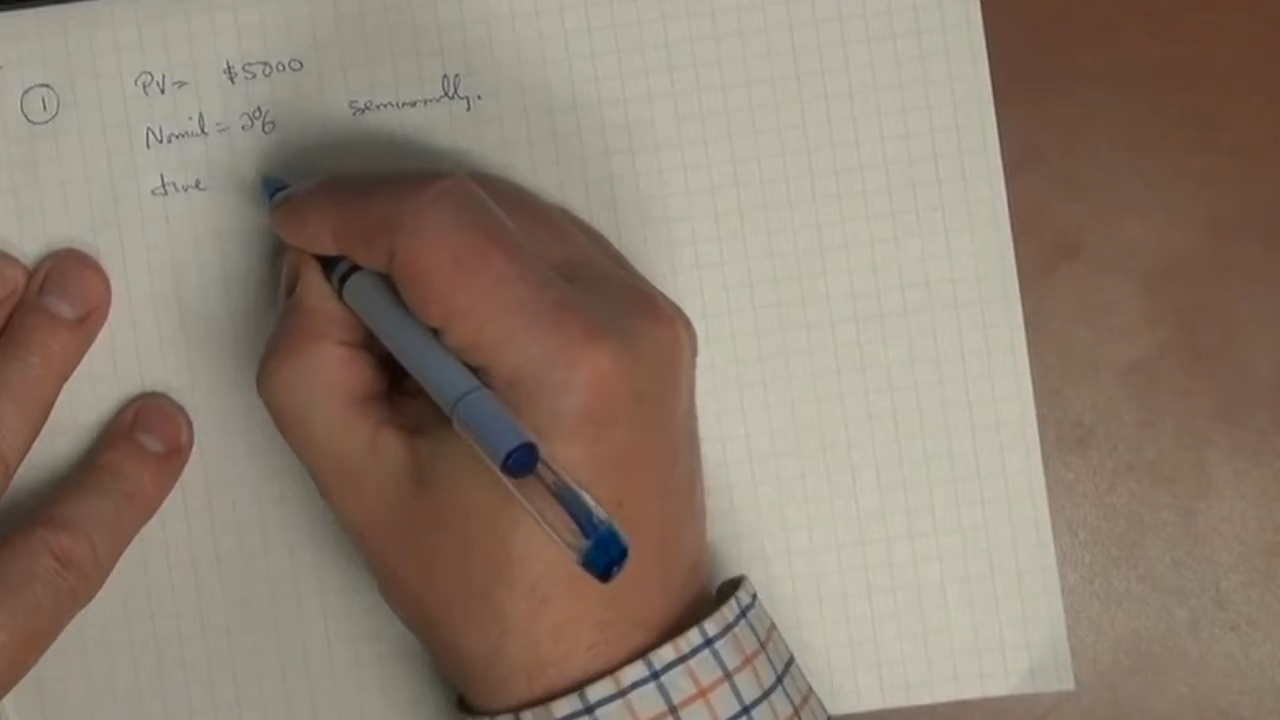 ① PV = $5000
Nominal = 2% semiannually.
time